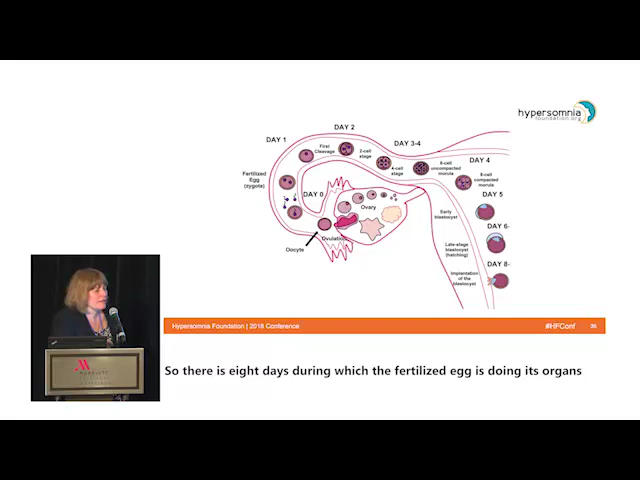 hypersomnia
foundation.org
DAY 2
DAY 1
DAY 3-4
First
Cleavage
2-cell
stage
4-cell
stage
8-cell
uncompacted
morula
DAY 4
Fertilized
Egg
(zygote)
8-cell
compacted
morula
DAY 0
DAY 5
Ovary
Early
blastocyst
DAY 6-
Ovulation
Oocyte
Late-stage
blastocyst
(hatching)
DAY 8-
Implantation
of the
blastocyst
Hypersomnia Foundation | 2018 Conference
#HFConf
36
MARRIOTT
So there is eight days during which the fertilized egg is doing its organs